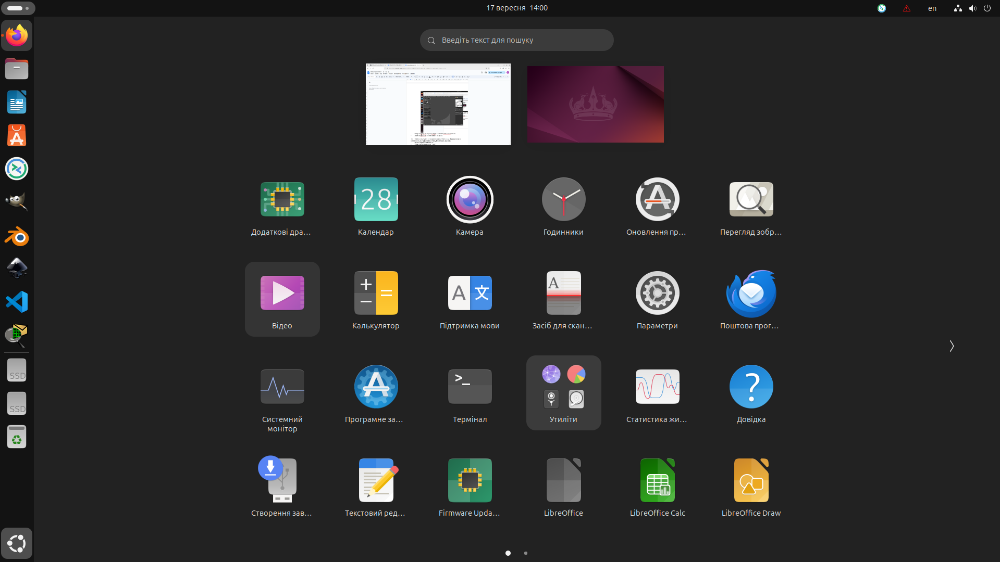 17 вересня 14:00
en
Введіть текст для пошуку
28
Додаткові дра...
Календар
Камера
Годинники
Оновлення пр...
Перегляд зобр...
Відео
Калькулятор
Підтримка мови
Засіб для скан...
Параметри
Поштова прог...
Системний
монітор
Програмне за...
Термінал
Утиліти
Статистика жи...
Довідка
Створення зав...
Текстовий ред...
Firmware Upda...
LibreOffice
LibreOffice Calc
LibreOffice Draw
SSD
SSD